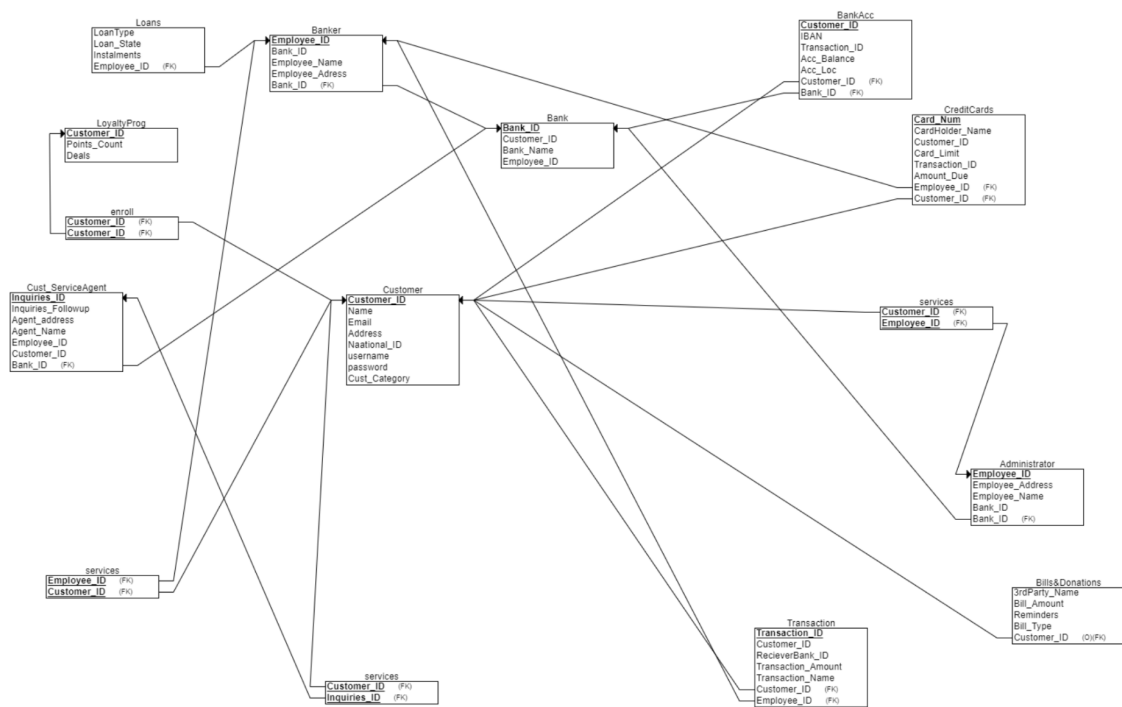 Loans
LoanType
Loan_State
Instalments
Employee_ID (FK)
Banker
Employee_ID
Bank_ID
Employee_Name
Employee_Adress
Bank_ID (FK)
BankAcc
Customer_ID
IBAN
Transaction_ID
Acc_Balance
Acc_Loc
Customer_ID (FK)
Bank_ID (FK)
LoyaltyProg
Customer_ID
Points_Count
Deals
Bank
Bank_ID
Customer_ID
Bank_Name
Employee_ID
CreditCards
Card_Num
CardHolder_Name
Customer_ID
Card_Limit
Transaction_ID
Amount_Due
Employee_ID (FK)
Customer_ID (FK)
enroll
Customer_ID (FK)
Customer_ID (FK)
Cust_ServiceAgent
Inquiries_ID
Inquiries_Followup
Agent_address
Agent_Name
Employee_ID
Customer_ID
Bank_ID (FK)
Customer
Customer_ID
Name
Email
Address
Naational_ID
username
password
Cust_Category
services
Customer_ID (FK)
Employee_ID (FK)
Administrator
Employee_ID
Employee_Address
Employee_Name
Bank_ID
Bank_ID (FK)
services
Employee_ID (FK)
Customer_ID (FK)
Bills&Donations
3rdParty_Name
Bill_Amount
Reminders
Bill_Type
Customer_ID (O)(FK)
Transaction
Transaction_ID
Customer_ID
RecieverBank_ID
Transaction_Amount
Transaction_Name
Customer_ID (FK)
Employee_ID (FK)
services
Customer_ID (FK)
Inquiries_ID (FK)